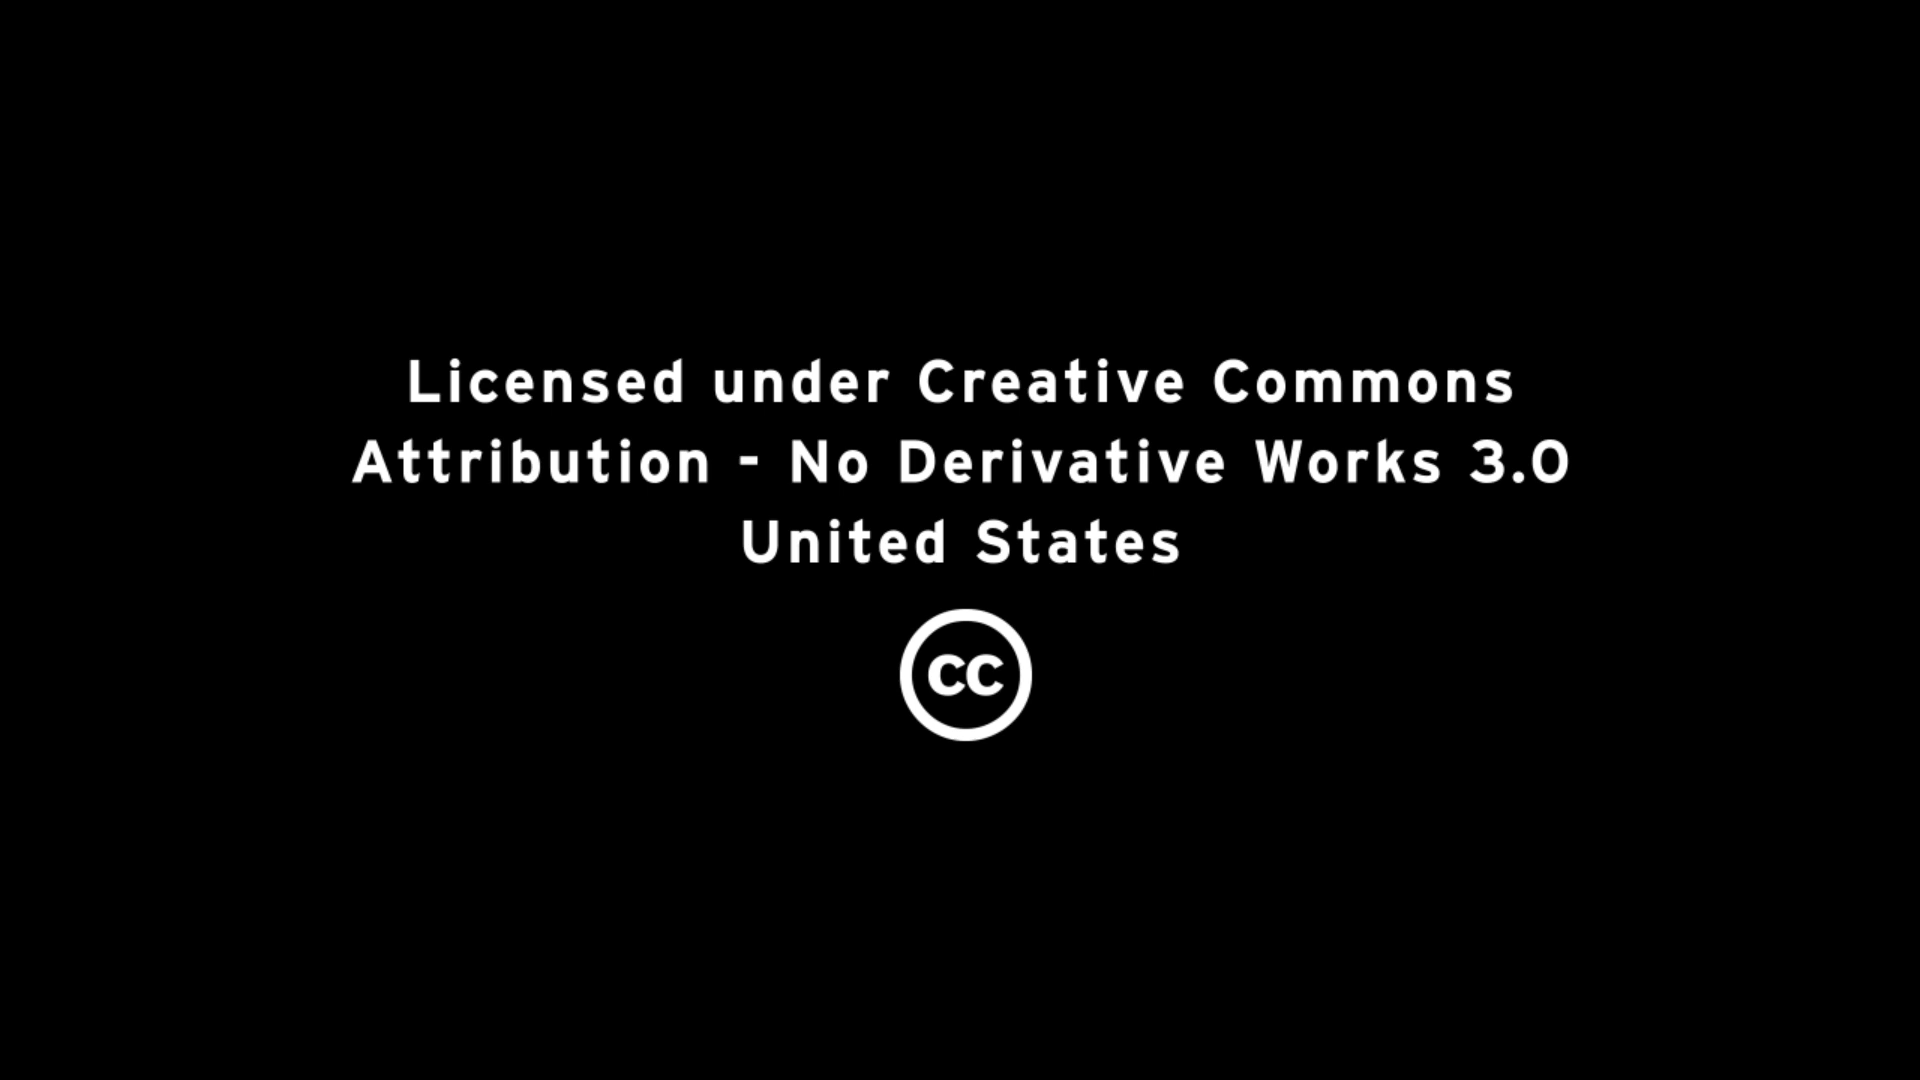 Licensed under Creative Commons
Attribution - No Derivative Works 3.0
United States
cc